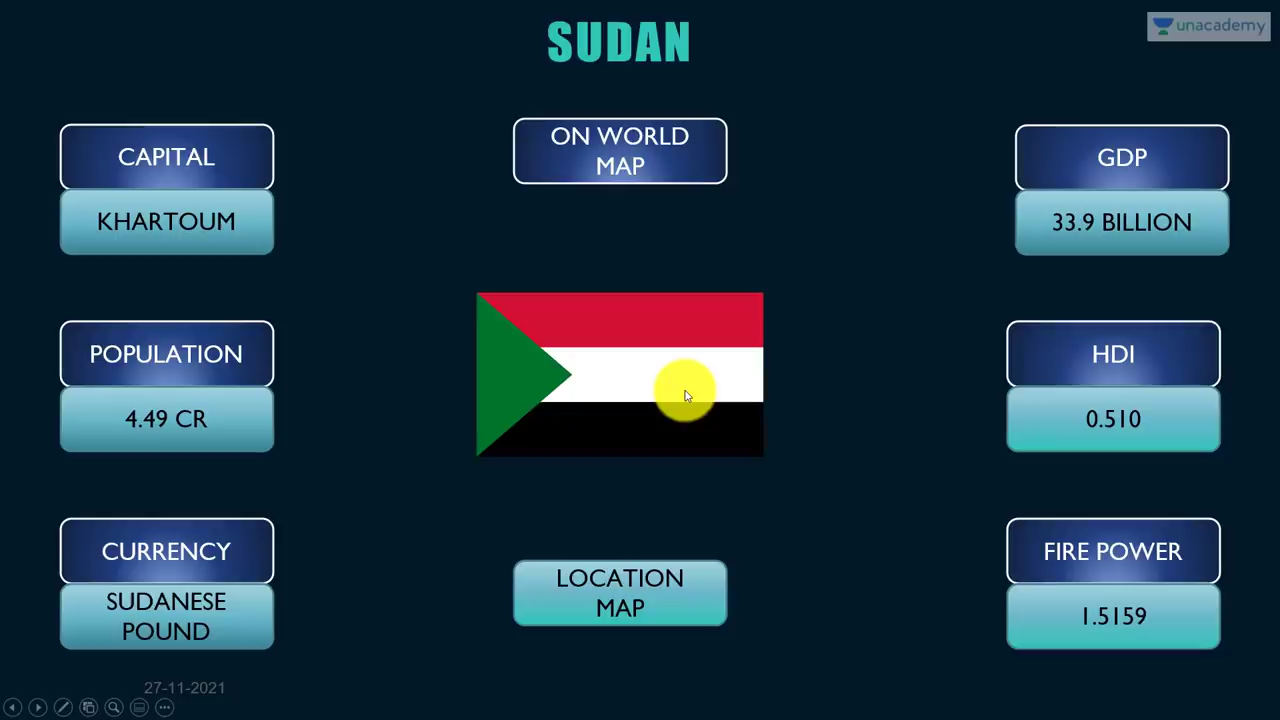 SUDAN
unacademy
CAPITAL
KHARTOUM
ON WORLD
MAP
GDP
33.9 BILLION
POPULATION
4.49 CR
HDI
0.510
CURRENCY
SUDANESE
POUND
LOCATION
MAP
FIRE POWER
1.5159
27-11-2021